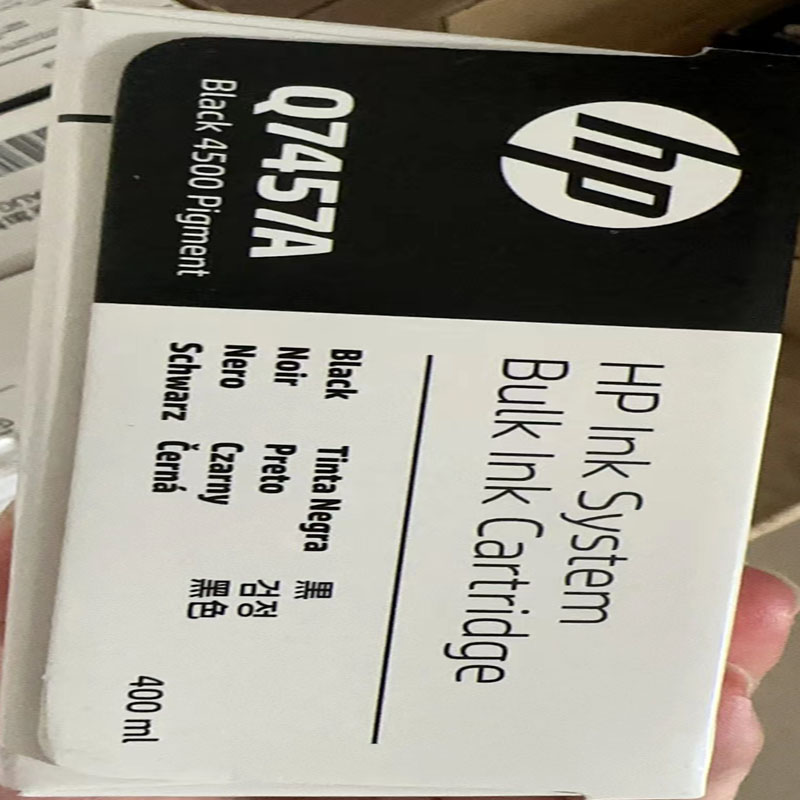 hp
Q7457A
Black 4500 Pigment
HP Ink System
Bulk Ink Cartridge
Black Tinta Negra 黒
Noir Preto 검정
Nero Czarny 黑色
Schwarz Černá
400 ml